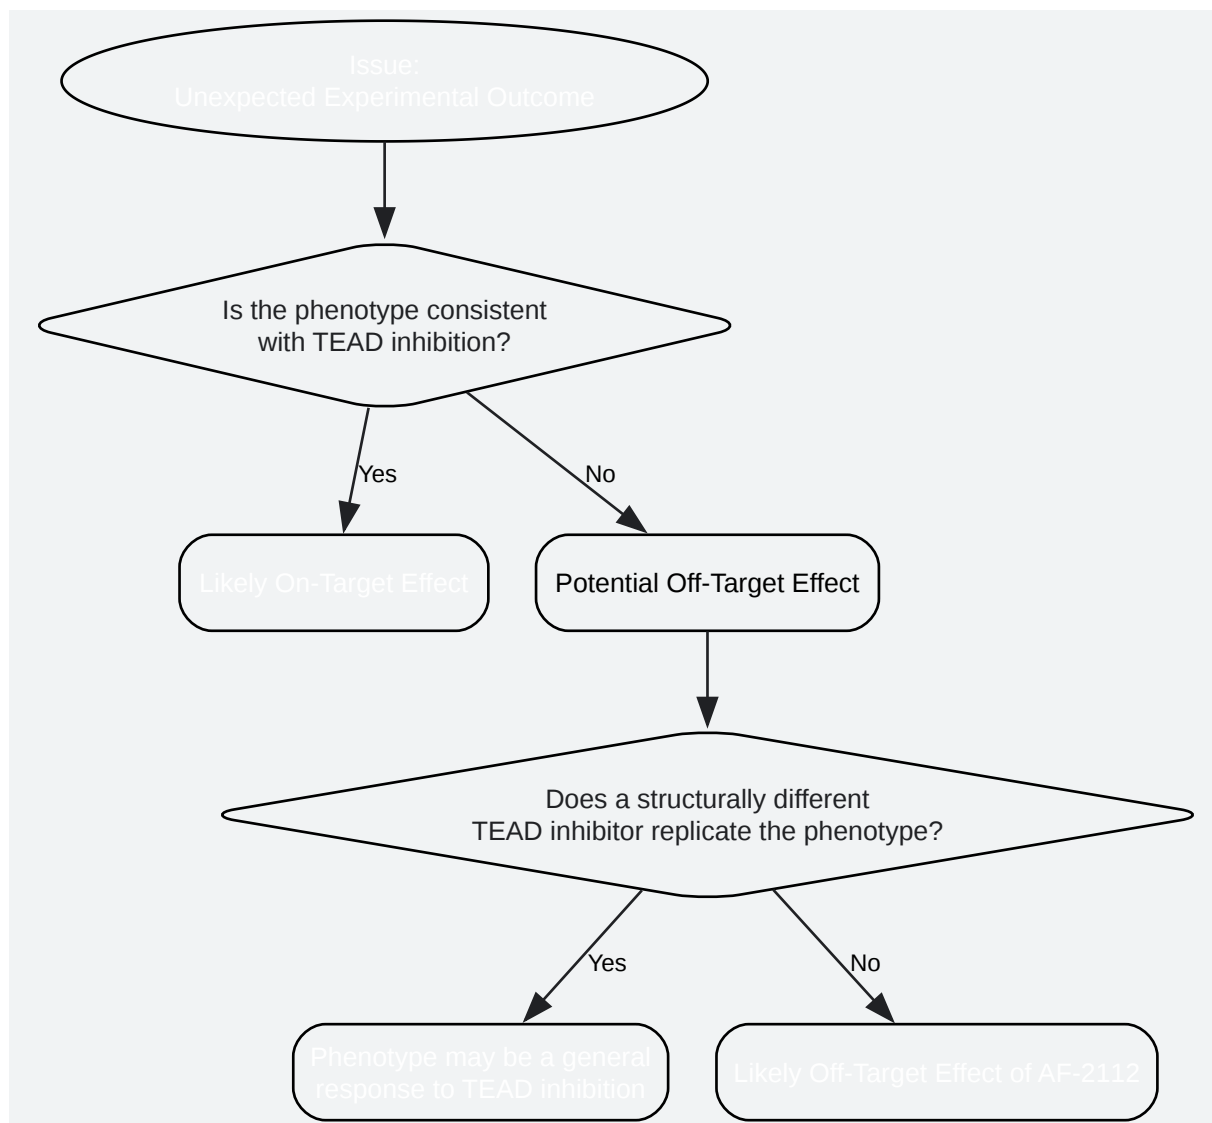 Issue:
Unexpected Experimental Outcome
Is the phenotype consistent
with TEAD inhibition?
Yes
No
Likely On-Target Effect
Potential Off-Target Effect
Does a structurally different
TEAD inhibitor replicate the phenotype?
Yes
No
Phenotype may be a general
response to TEAD inhibition
Likely Off-Target Effect of AF-2112